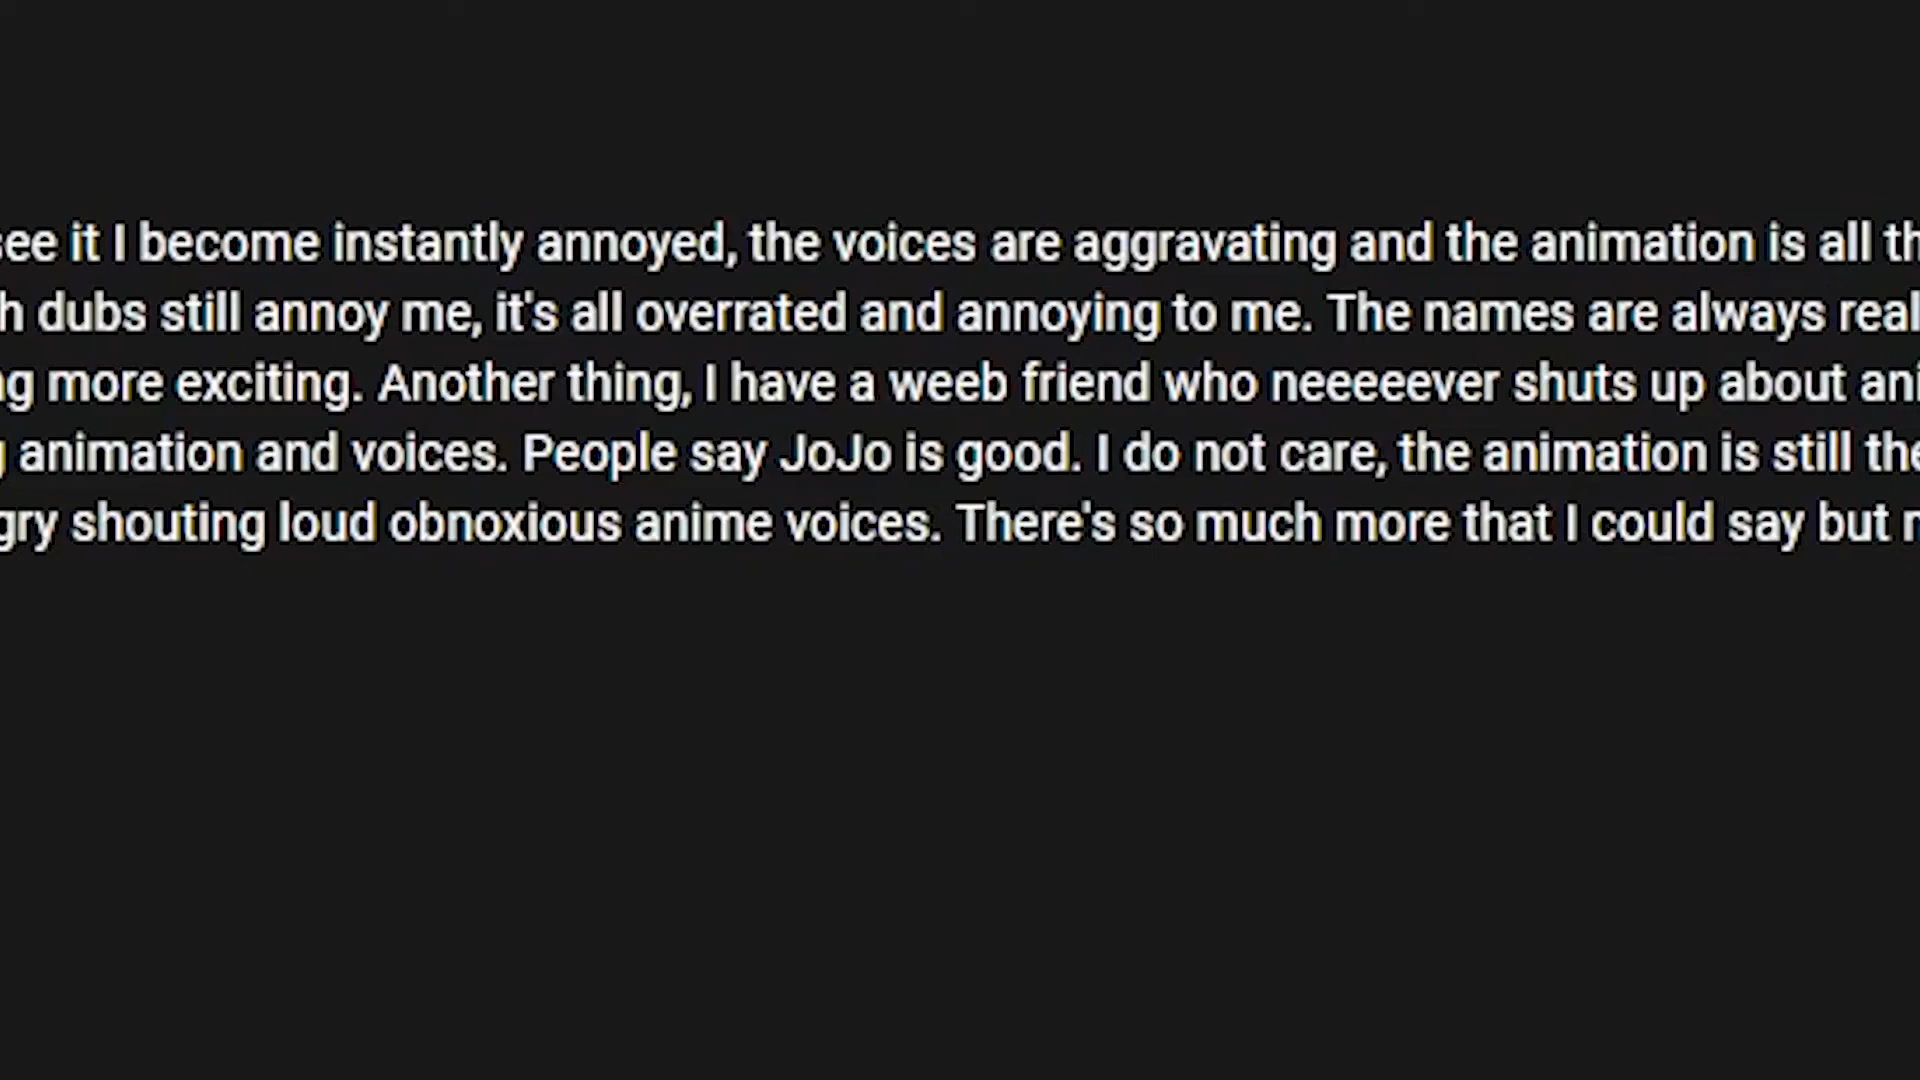 see it I become instantly annoyed, the voices are aggravating and the animation is all th
h dubs still annoy me, it's all overrated and annoying to me. The names are always real
ng more exciting. Another thing, I have a weeb friend who neeeeever shuts up about ani
g animation and voices. People say JoJo is good. I do not care, the animation is still the
gry shouting loud obnoxious anime voices. There's so much more that I could say but n